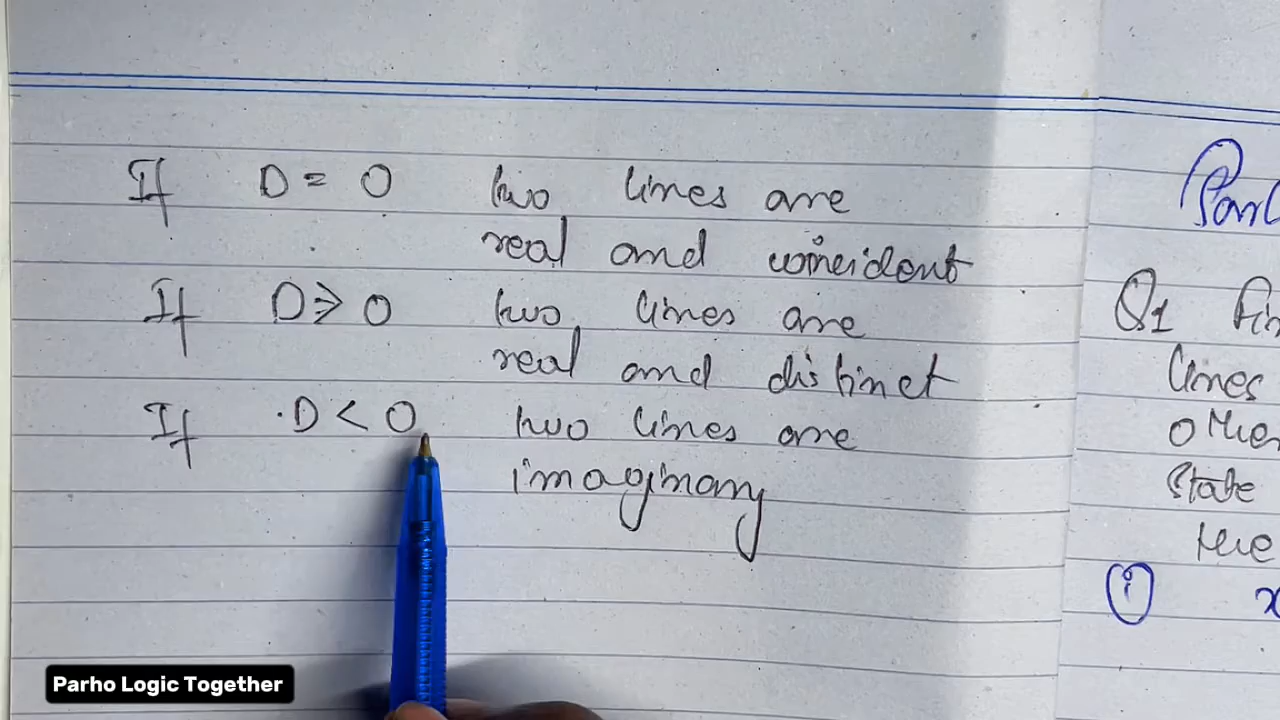 If D = 0 two lines are
real and coincident
If D ⩾ 0 two lines are
real and distinct
If .D < 0 two lines are
imaginary
Q1
lines
other
State
the
i x
Parho Logic Together